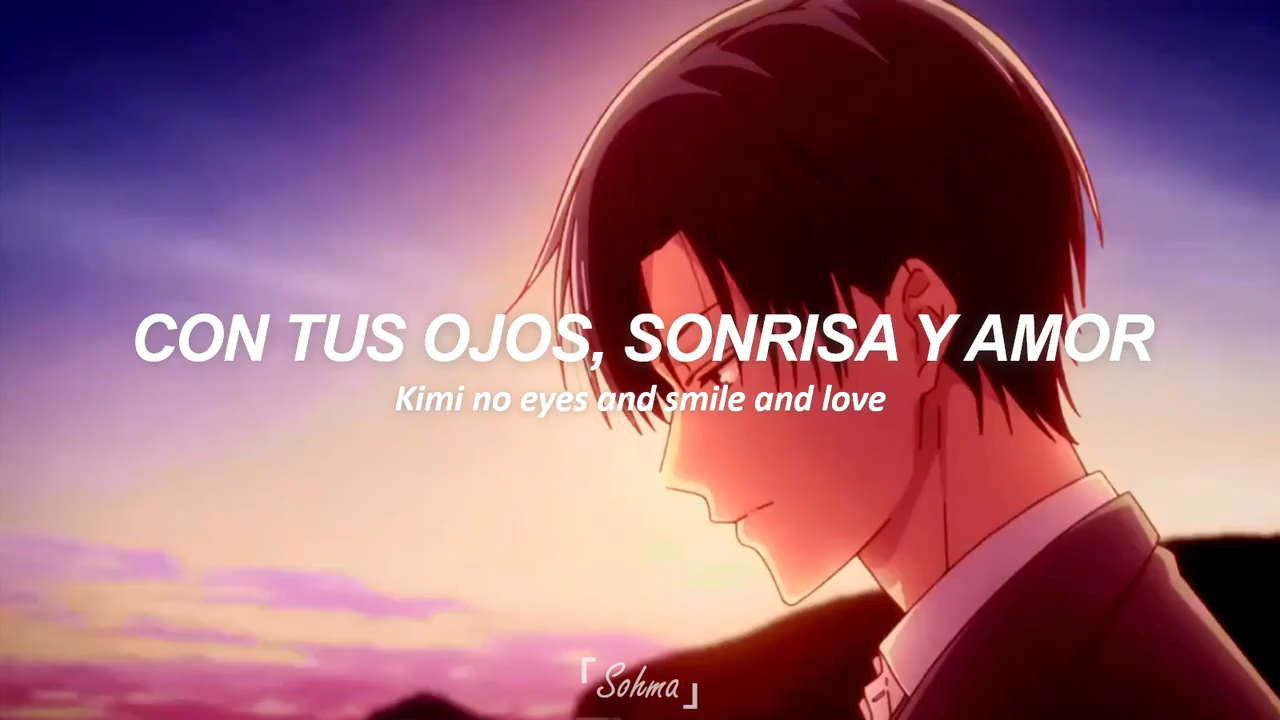 CON TUS OJOS, SONRISA Y AMOR
Kimi no eyes and smile and love
「Sohma」